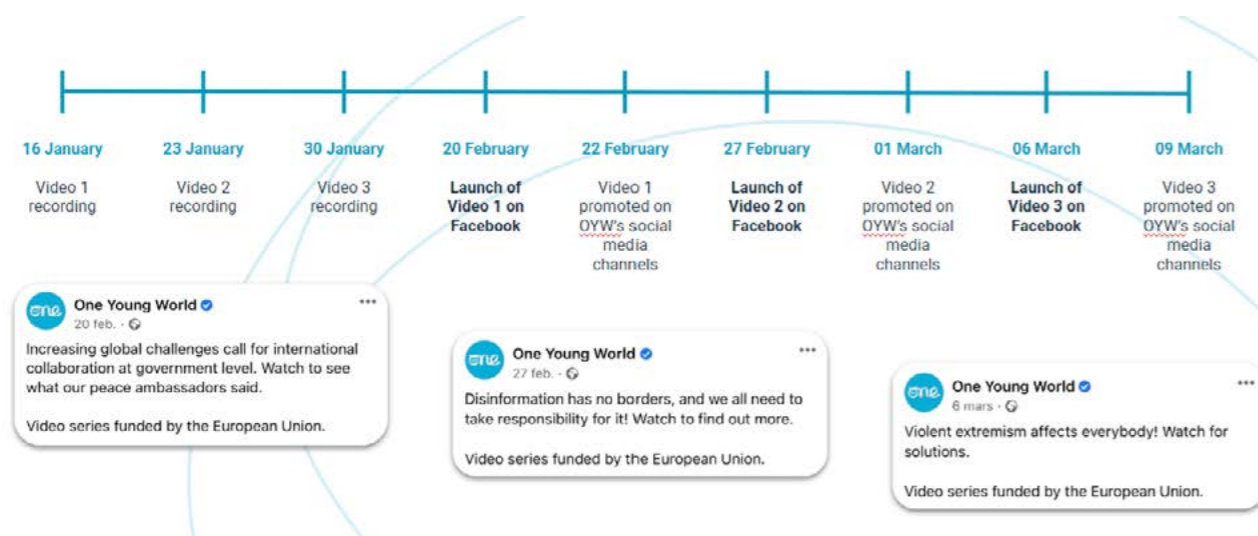 16 January
Video 1
recording
23 January
Video 2
recording
30 January
Video 3
recording
20 February
Launch of
Video 1 on
Facebook
22 February
Video 1
promoted on
OYW's social
media
channels
27 February
Launch of
Video 2 on
Facebook
01 March
Video 2
promoted on
OYW's social
media
channels
06 March
Launch of
Video 3 on
Facebook
09 March
Video 3
promoted on
OYW's social
media
channels
one
One Young World
20 feb. ·
Increasing global challenges call for international
collaboration at government level. Watch to see
what our peace ambassadors said.
Video series funded by the European Union.
one
One Young World
27 feb. ·
Disinformation has no borders, and we all need to
take responsibility for it! Watch to find out more.
Video series funded by the European Union.
one
One Young World
6 mars ·
Violent extremism affects everybody! Watch for
solutions.
Video series funded by the European Union.